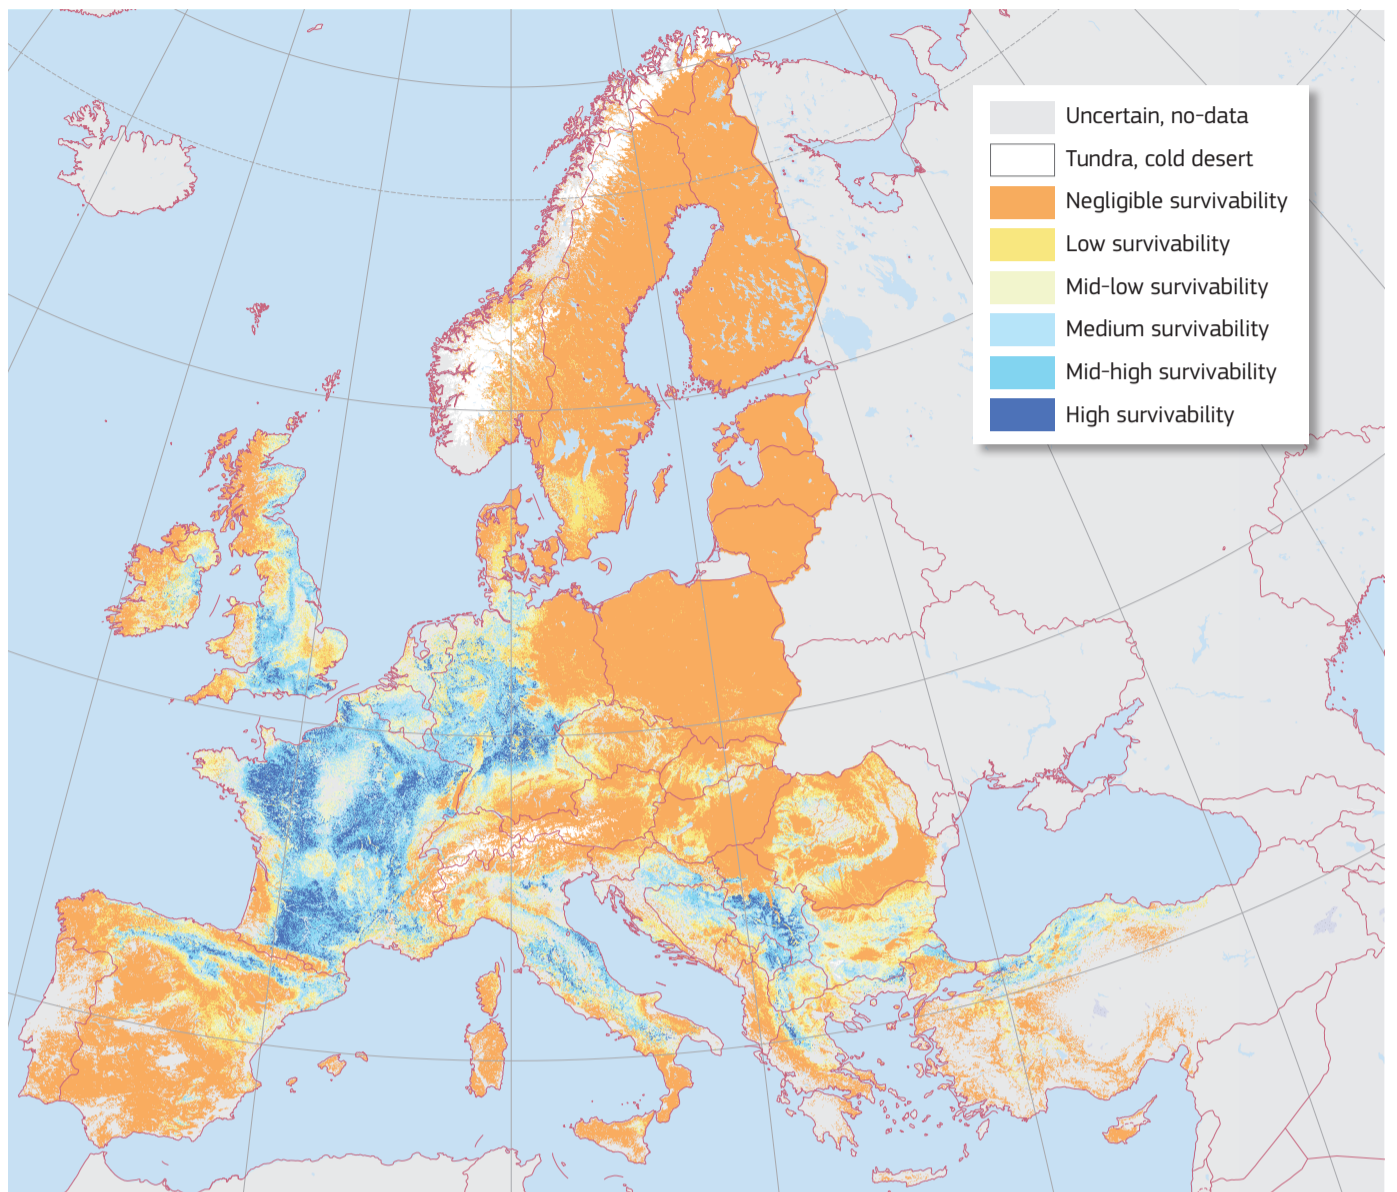 Uncertain, no-data
Tundra, cold desert
Negligible survivability
Low survivability
Mid-low survivability
Medium survivability
Mid-high survivability
High survivability